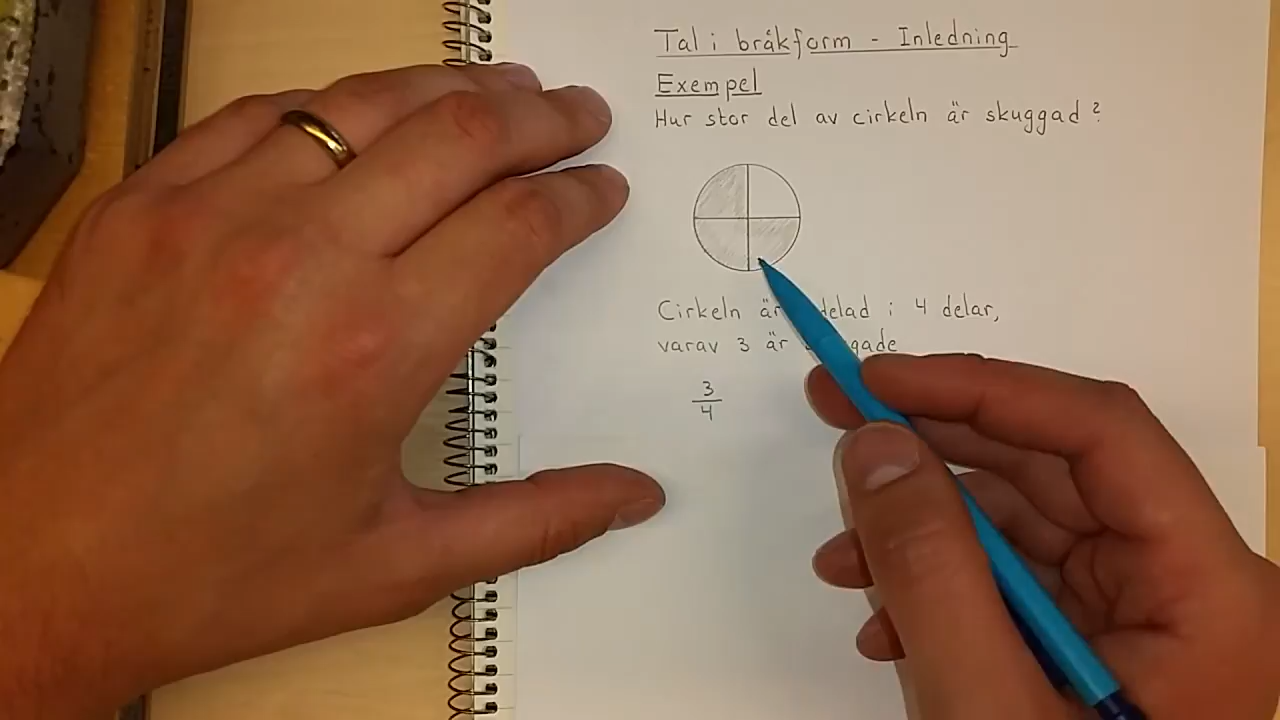 Tal i bråkform - Inledning
Exempel
Hur stor del av cirkeln är skuggad?
Cirkeln är delad i 4 delar,
varav 3 är
3
4